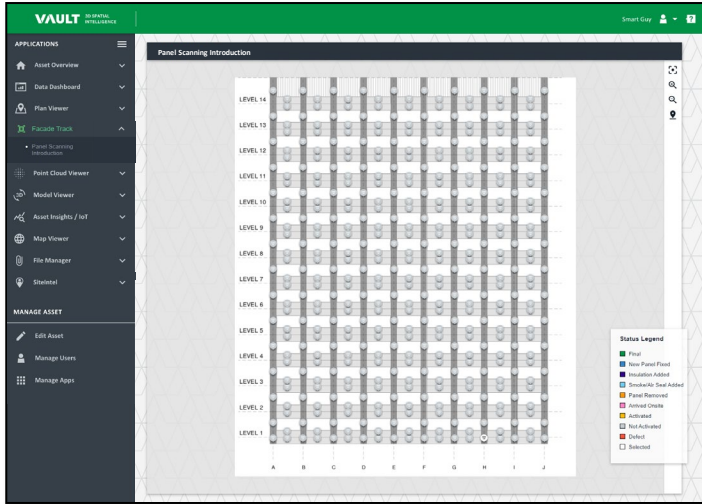 VAULT 3D SPATIAL INTELLIGENCE
Smart Guy
APPLICATIONS
Asset Overview
Data Dashboard
Plan Viewer
Facade Track
Panel Scanning
Introduction
Point Cloud Viewer
3D Model Viewer
Asset Insights / IoT
Map Viewer
File Manager
SiteIntel
MANAGE ASSET
Edit Asset
Manage Users
Manage Apps
Panel Scanning Introduction
LEVEL 14
LEVEL 13
LEVEL 12
LEVEL 11
LEVEL 10
LEVEL 9
LEVEL 8
LEVEL 7
LEVEL 6
LEVEL 5
LEVEL 4
LEVEL 3
LEVEL 2
LEVEL 1
A B C D E F G H I J
Status Legend
Final
New Panel Fixed
Insulation Added
Smoke/Air Seal Added
Panel Removed
Arrived Onsite
Activated
Not Activated
Defect
Selected